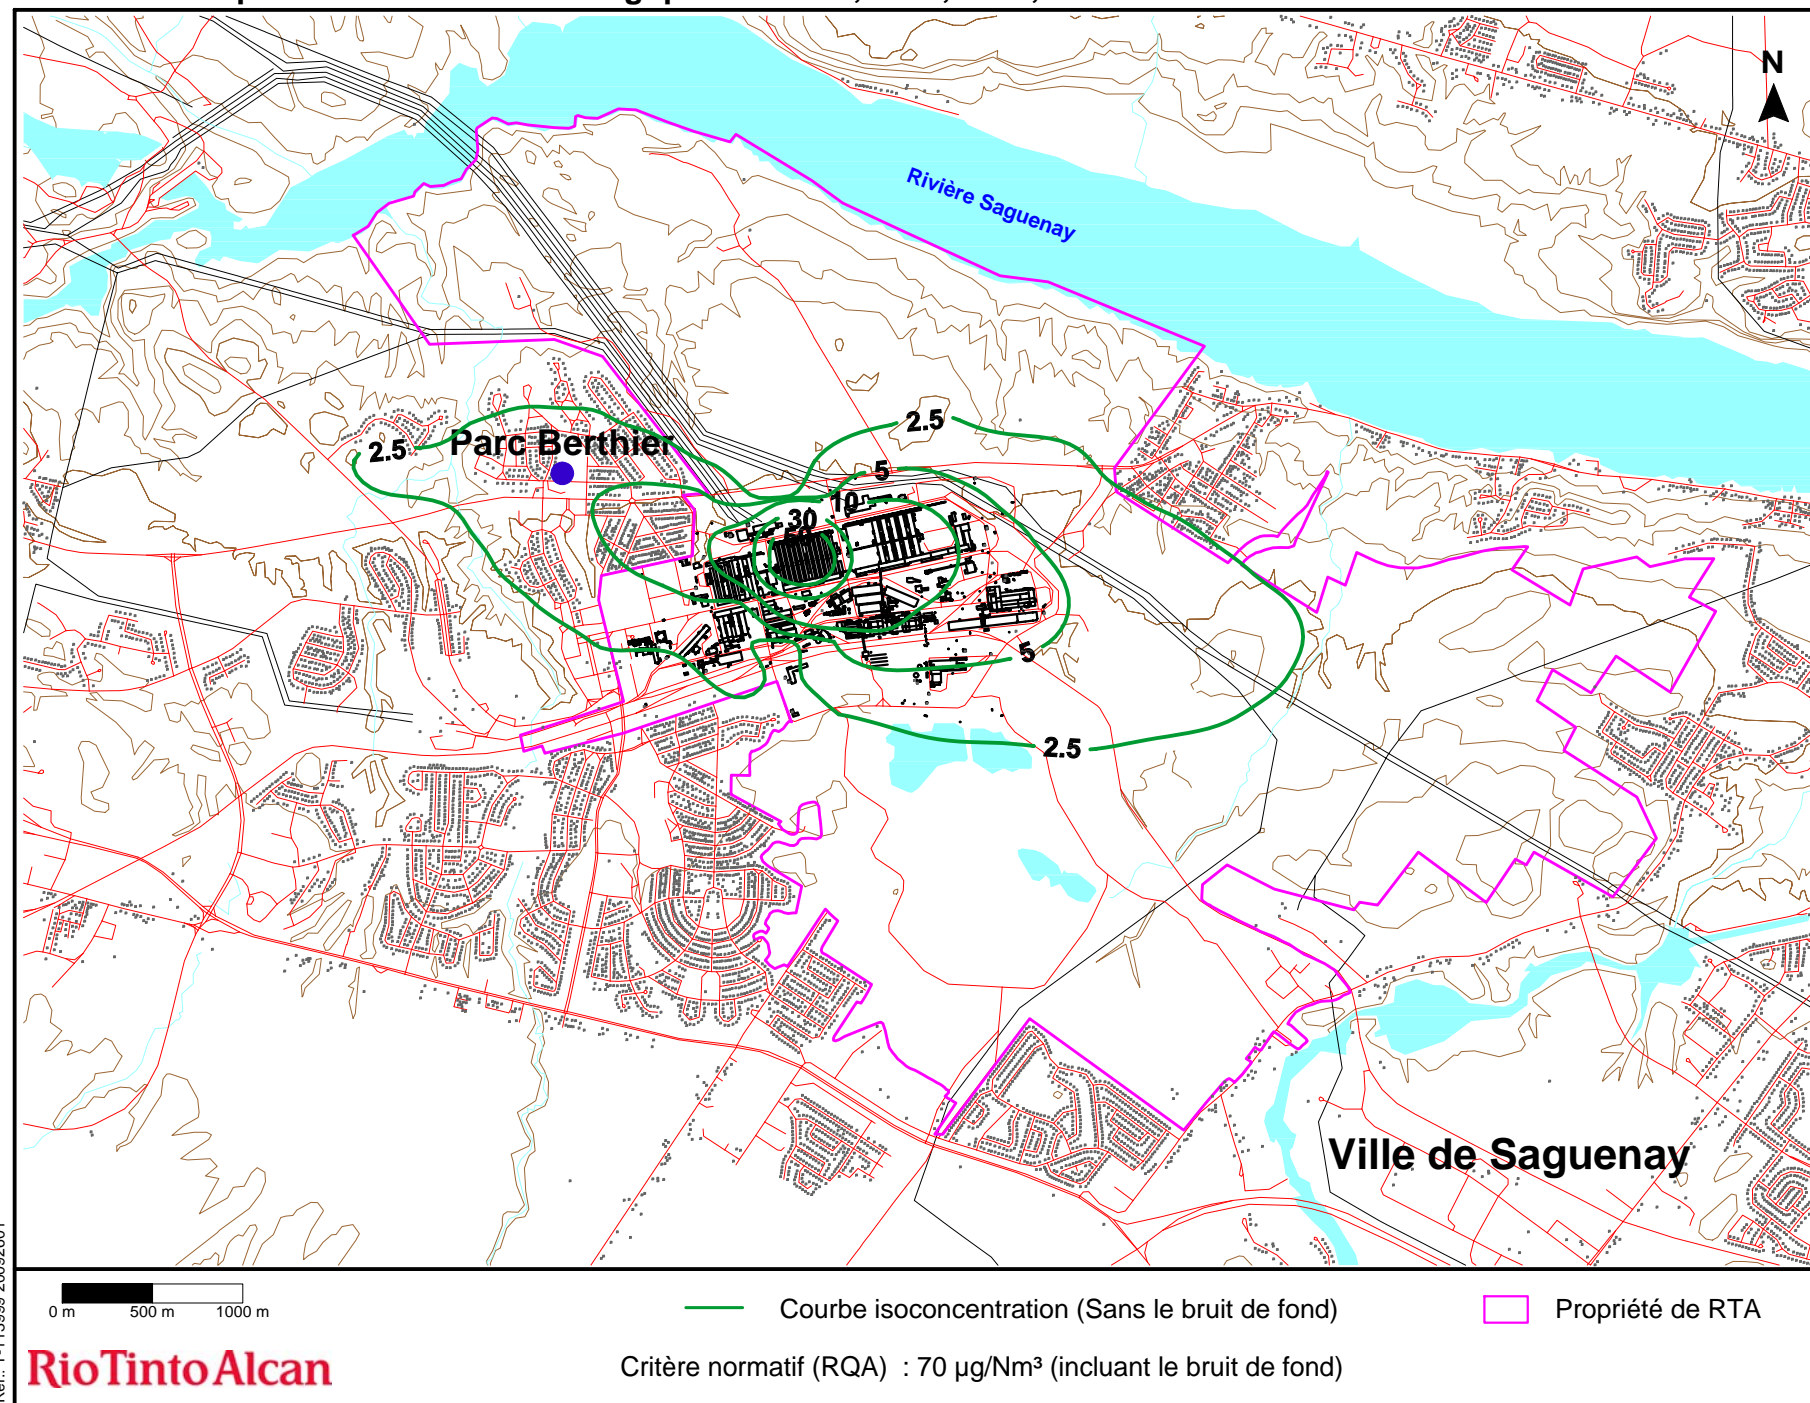 N
Rivière Saguenay
2.5
2.5
Parc Berthier
5
10
30
50
5
2.5
Ville de Saguenay
0 m 500 m 1000 m
Courbe isoconcentration (Sans le bruit de fond)
Propriété de RTA
RioTintoAlcan
Critère normatif (RQA) : 70 µg/Nm³ (incluant le bruit de fond)